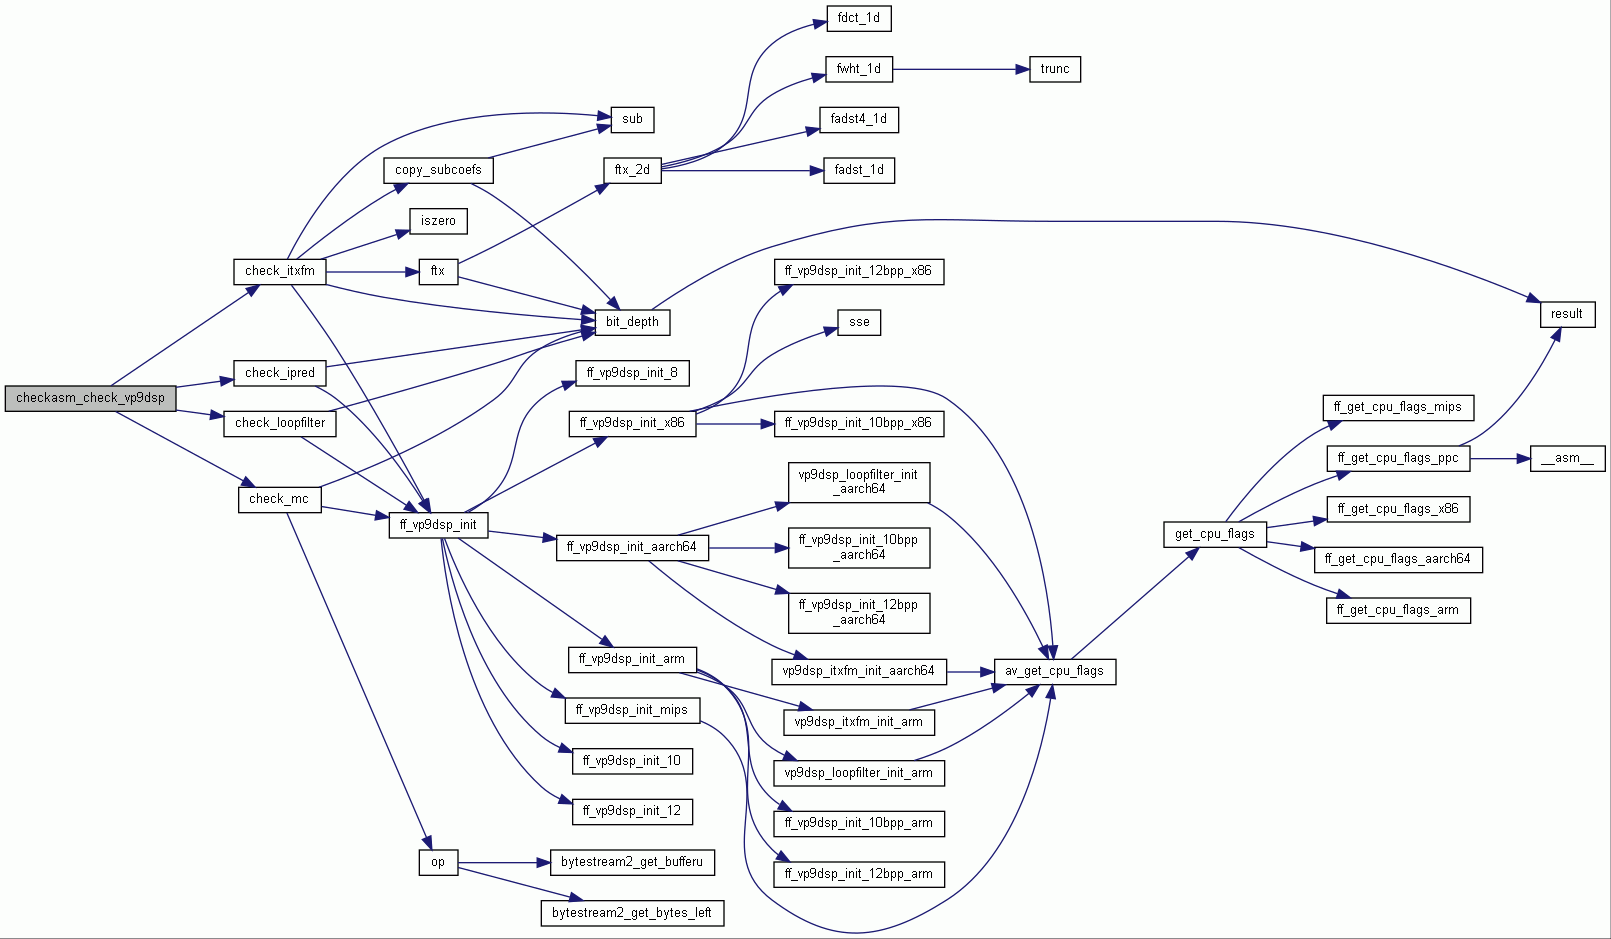 fdct_1d
fwht_1d
trunc
sub
fadst4_1d
copy_subcoefs
ftx_2d
fadst_1d
iszero
check_itxfm
ftx
ff_vp9dsp_init_12bpp_x86
bit_depth
sse
result
check_ipred
ff_vp9dsp_init_8
checkasm_check_vp9dsp
check_loopfilter
ff_vp9dsp_init_x86
ff_vp9dsp_init_10bpp_x86
ff_get_cpu_flags_mips
ff_get_cpu_flags_ppc
__asm__
vp9dsp_loopfilter_init
_aarch64
check_mc
ff_vp9dsp_init
ff_get_cpu_flags_x86
get_cpu_flags
ff_vp9dsp_init_aarch64
ff_vp9dsp_init_10bpp
_aarch64
ff_get_cpu_flags_aarch64
ff_vp9dsp_init_12bpp
_aarch64
ff_get_cpu_flags_arm
ff_vp9dsp_init_arm
vp9dsp_itxfm_init_aarch64
av_get_cpu_flags
ff_vp9dsp_init_mips
vp9dsp_itxfm_init_arm
ff_vp9dsp_init_10
vp9dsp_loopfilter_init_arm
ff_vp9dsp_init_12
ff_vp9dsp_init_10bpp_arm
op
bytestream2_get_bufferu
ff_vp9dsp_init_12bpp_arm
bytestream2_get_bytes_left